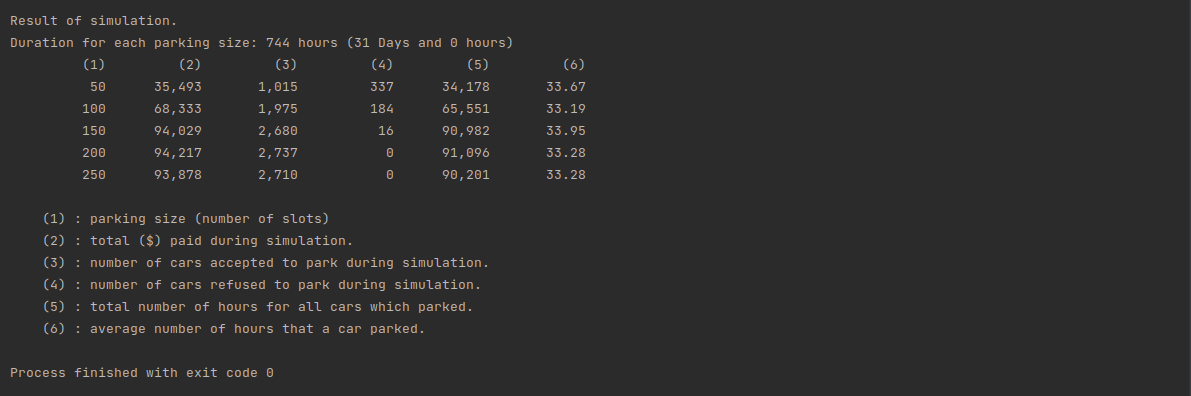 Result of simulation.
Duration for each parking size: 744 hours (31 Days and 0 hours)
(1) (2) (3) (4) (5) (6)
50 35,493 1,015 337 34,178 33.67
100 68,333 1,975 184 65,551 33.19
150 94,029 2,680 16 90,982 33.95
200 94,217 2,737 0 91,096 33.28
250 93,878 2,710 0 90,201 33.28
(1) : parking size (number of slots)
(2) : total ($) paid during simulation.
(3) : number of cars accepted to park during simulation.
(4) : number of cars refused to park during simulation.
(5) : total number of hours for all cars which parked.
(6) : average number of hours that a car parked.
Process finished with exit code 0